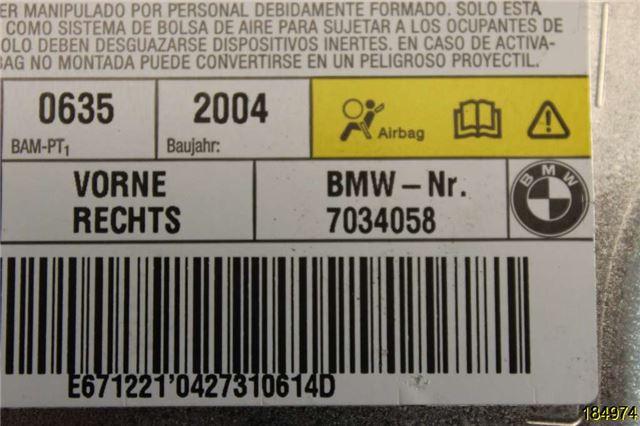 ER MANIPULADO POR PERSONAL DEBIDAMENTE FORMADO. SOLO ESTA
COMO SISTEMA DE BOLSA DE AIRE PARA SUJETAR A LOS OCUPANTES DE
OLO DEBEN DESGUAZARSE DISPOSITIVOS INERTES. EN CASO DE ACTIVA-
BAG NO MONTADA PUEDE CONVERTIRSE EN UN PELIGROSO PROYECTIL.
0635
BAM-PT1
2004
Baujahr:
Airbag
VORNE
RECHTS
BMW – Nr.
7034058
BMW
E671221'0427310614D
184974